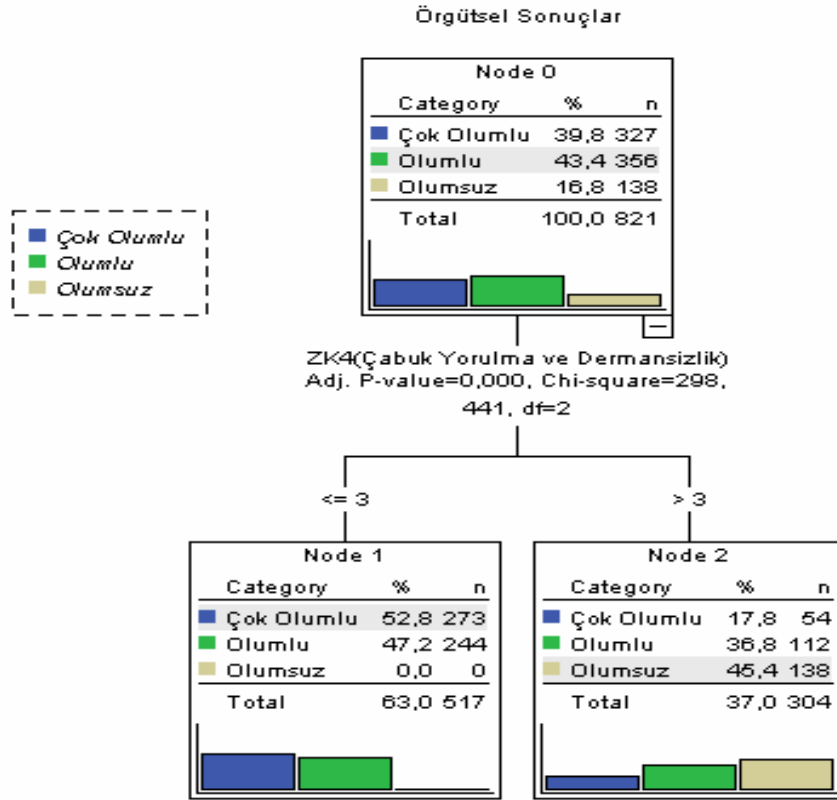 Örgütsel Sonuçlar
Node 0
Category % n
Çok Olumlu 39,8 327
Olumlu 43,4 356
Olumsuz 16,8 138
Total 100,0 821
Çok Olumlu
Olumlu
Olumsuz
ZK4(Çabuk Yorulma ve Dermansizlik)
Adj. P-value=0,000, Chi-square=298,
441, df=2
<= 3
> 3
Node 1
Category % n
Çok Olumlu 52,8 273
Olumlu 47,2 244
Olumsuz 0,0 0
Total 63,0 517
Node 2
Category % n
Çok Olumlu 17,8 54
Olumlu 36,8 112
Olumsuz 45,4 138
Total 37,0 304